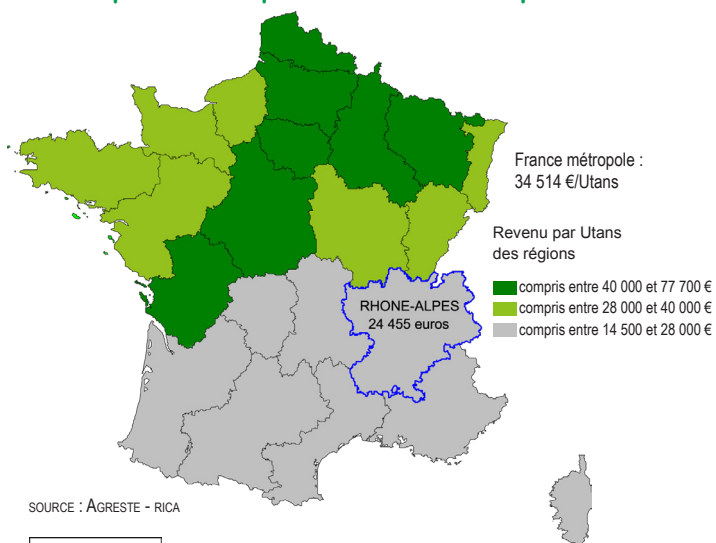 France métropole :
34 514 €/Utans
Revenu par Utans
des régions
compris entre 40 000 et 77 700 €
compris entre 28 000 et 40 000 €
compris entre 14 500 et 28 000 €
RHONE-ALPES
24 455 euros
SOURCE : AGRESTE - RICA